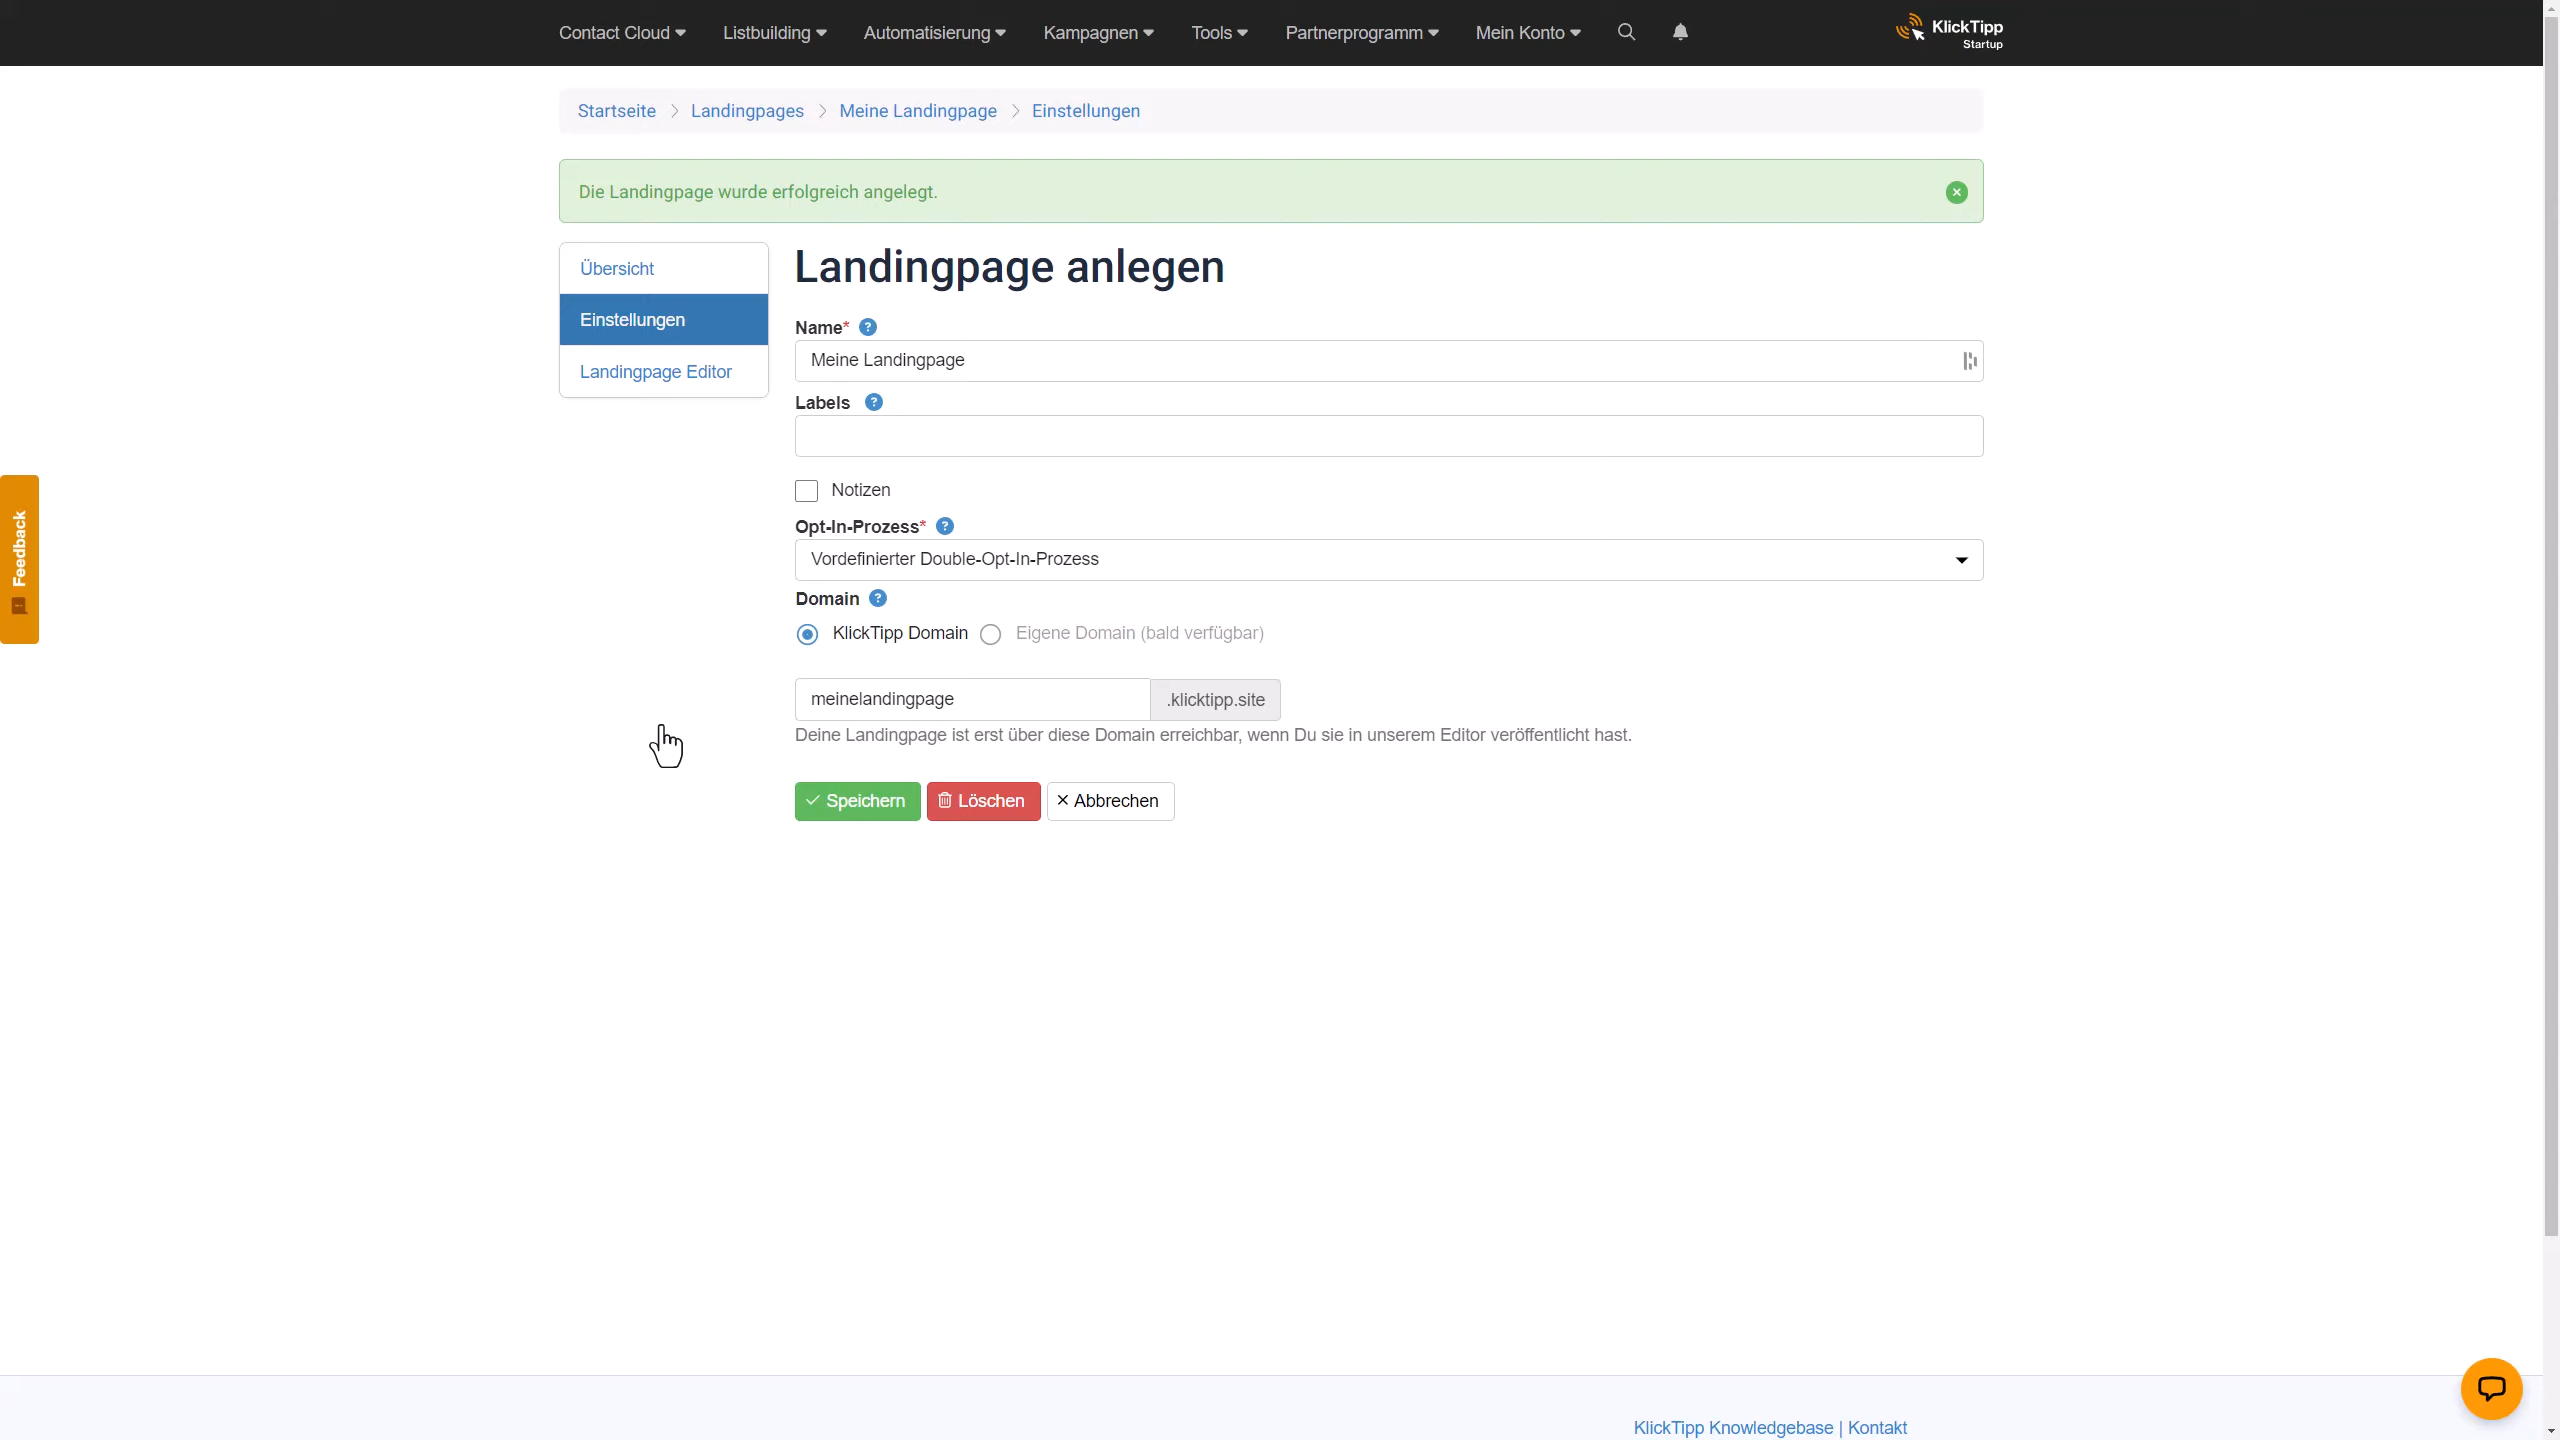 Contact Cloud Listbuilding Automatisierung Kampagnen Tools Partnerprogramm Mein Konto KlickTipp
Startup
Startseite > Landingpages > Meine Landingpage > Einstellungen
Die Landingpage wurde erfolgreich angelegt.
Übersicht
Einstellungen
Landingpage Editor
Landingpage anlegen
Name* ?
Meine Landingpage
Labels ?
Notizen
Opt-In-Prozess* ?
Vordefinierter Double-Opt-In-Prozess
Domain ?
KlickTipp Domain Eigene Domain (bald verfügbar)
meinelandingpage .klicktipp.site
Deine Landingpage ist erst über diese Domain erreichbar, wenn Du sie in unserem Editor veröffentlicht hast.
Speichern Löschen Abbrechen
Feedback
KlickTipp Knowledgebase | Kontakt